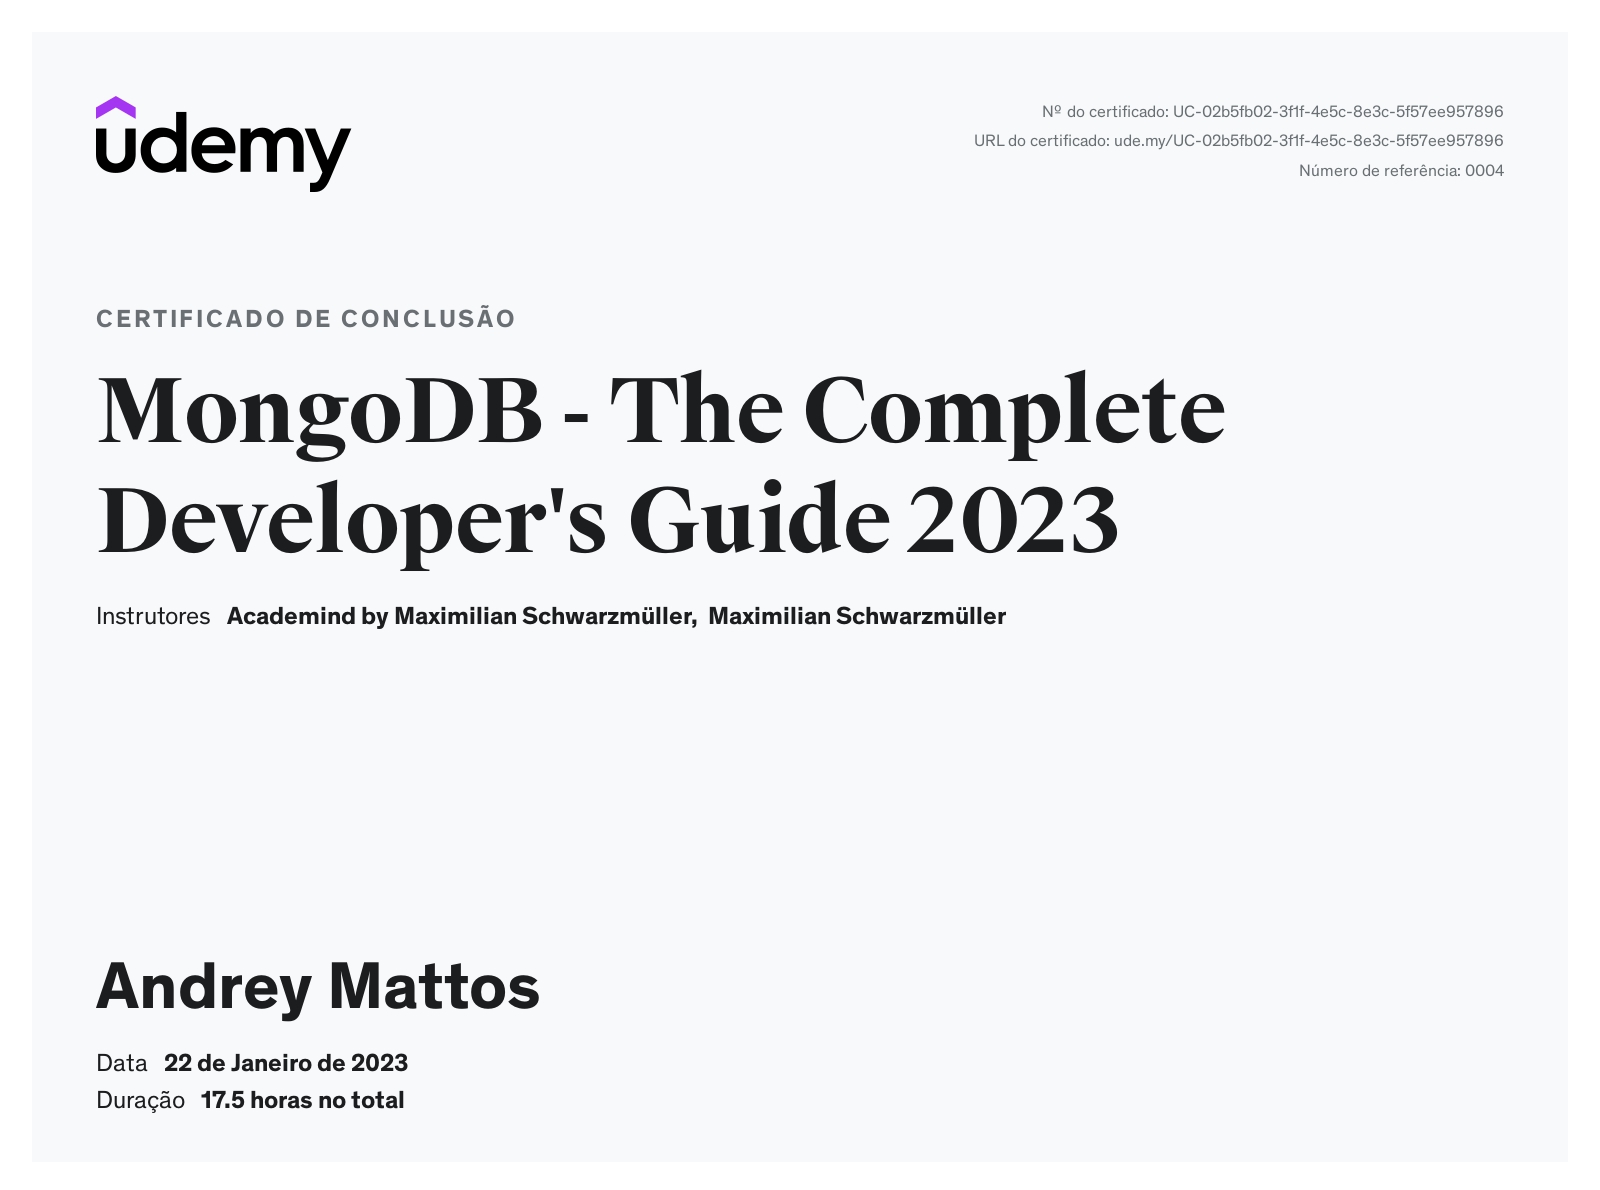 udemy
Nº do certificado: UC-02b5fb02-3f1f-4e5c-8e3c-5f57ee957896
URL do certificado: ude.my/UC-02b5fb02-3f1f-4e5c-8e3c-5f57ee957896
Número de referência: 0004
CERTIFICADO DE CONCLUSÃO
MongoDB - The Complete
Developer's Guide 2023
Instrutores Academind by Maximilian Schwarzmüller, Maximilian Schwarzmüller
Andrey Mattos
Data 22 de Janeiro de 2023
Duração 17.5 horas no total